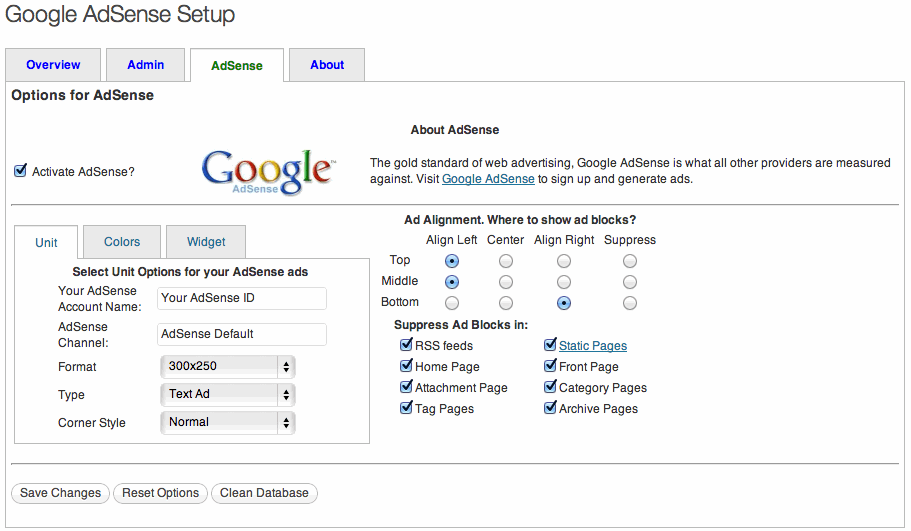 Google AdSense Setup
Overview
Admin
AdSense
About
Options for AdSense
About AdSense
Activate AdSense?
Google™
AdSense
The gold standard of web advertising, Google AdSense is what all other providers are measured
against. Visit Google AdSense to sign up and generate ads.
Unit
Colors
Widget
Select Unit Options for your AdSense ads
Your AdSense
Account Name:
Your AdSense ID
AdSense
Channel:
AdSense Default
Format
300x250
Type
Text Ad
Corner Style
Normal
Ad Alignment. Where to show ad blocks?
Align Left Center Align Right Suppress
Top
Middle
Bottom
Suppress Ad Blocks in:
RSS feeds
Static Pages
Home Page
Front Page
Attachment Page
Category Pages
Tag Pages
Archive Pages
Save Changes
Reset Options
Clean Database